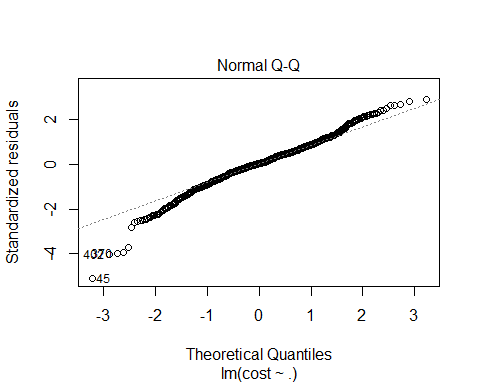 Normal Q-Q
Standardized residuals
2
0
-2
-4
370
45
-3 -2 -1 0 1 2 3
Theoretical Quantiles
lm(cost ~ .)